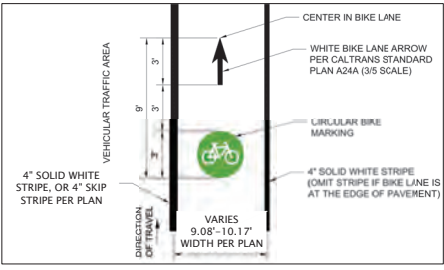 CENTER IN BIKE LANE
WHITE BIKE LANE ARROW
PER CALTRANS STANDARD
PLAN A24A (3/5 SCALE)
VEHICULAR TRAFFIC AREA
9'
3'
3'
3'
CIRCULAR BIKE
MARKING
4" SOLID WHITE
STRIPE, OR 4" SKIP
STRIPE PER PLAN
4" SOLID WHITE STRIPE
(OMIT STRIPE IF BIKE LANE IS
AT THE EDGE OF PAVEMENT)
DIRECTION
OF TRAVEL
VARIES
9.08'-10.17'
WIDTH PER PLAN